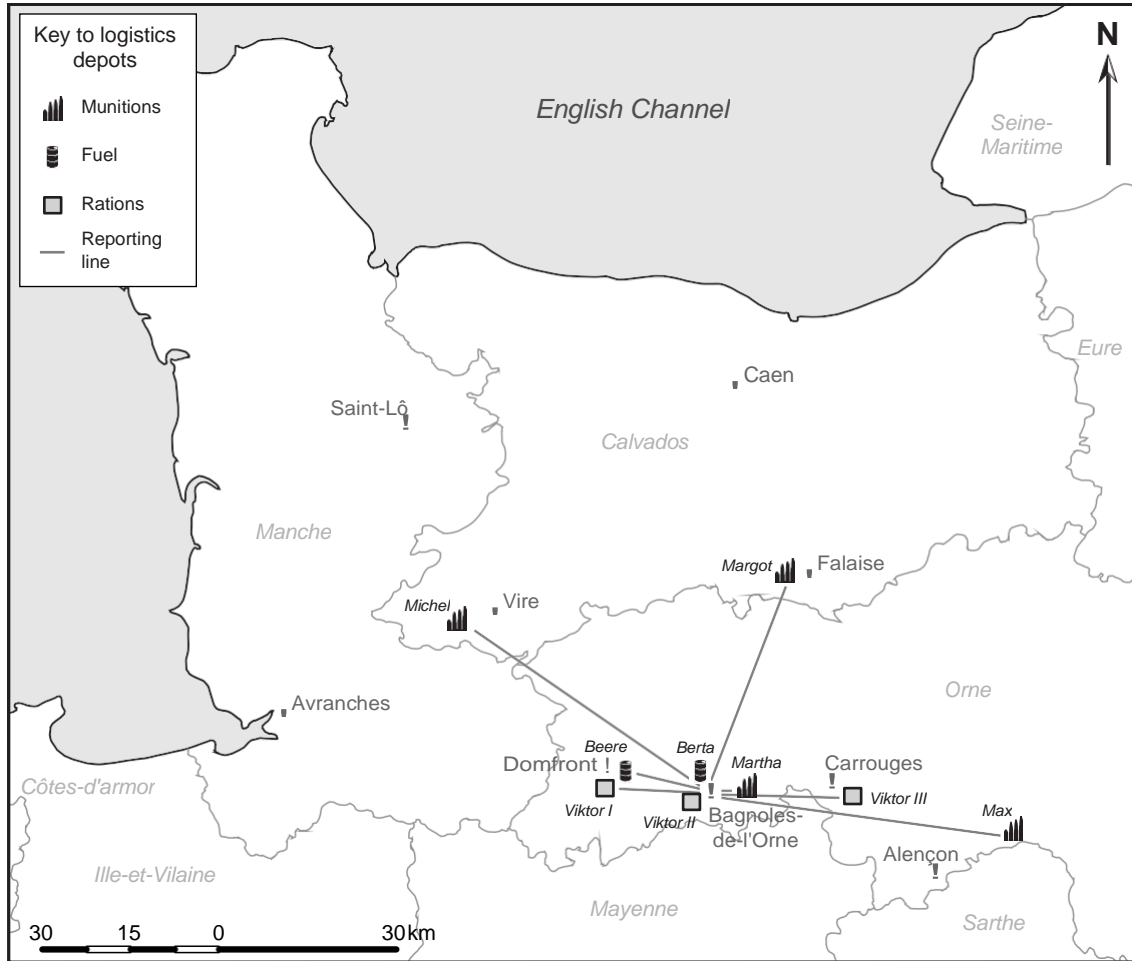 Key to logistics
depots
Munitions
Fuel
Rations
Reporting
line
English Channel
N
Seine-
Maritime
Eure
Caen
Saint-Lô
Calvados
Manche
Margot
Falaise
Michel
Vire
Orne
Avranches
Beere
Berta
Domfront
Martha
Carrouges
Côtes-d'armor
Viktor I
Viktor II
Viktor III
Bagnoles-
de-l'Orne
Max
Alençon
Ille-et-Vilaine
Mayenne
Sarthe
30 15 0 30 km